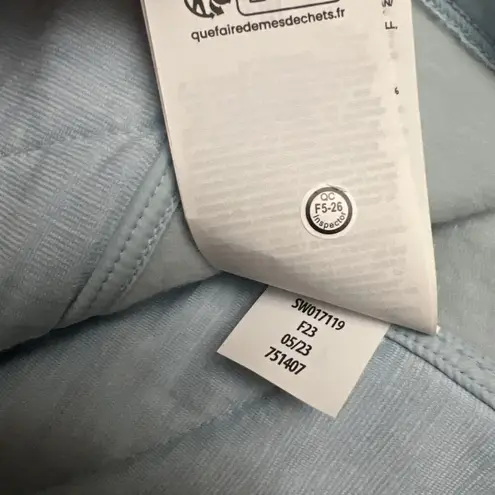 quefairedemesdechets.fr
QC
F5-26
Inspector
SW017119
F23
05/23
751407